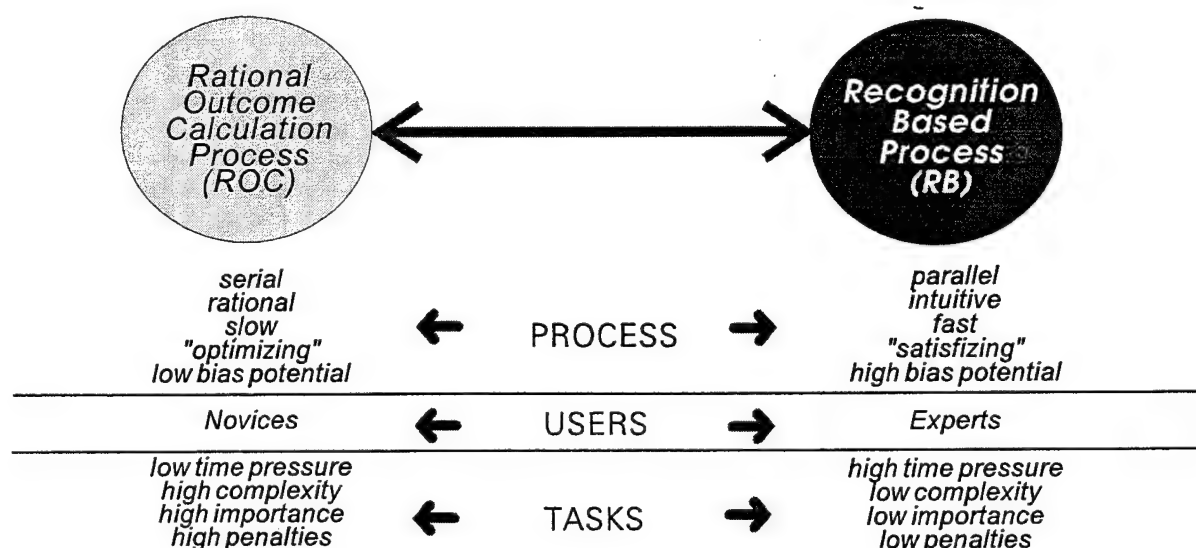 Rational
Outcome
Calculation
Process
(ROC)
Recognition
Based
Process
(RB)
serial
rational
slow
"optimizing"
low bias potential
PROCESS
parallel
intuitive
fast
"satisfizing"
high bias potential
Novices
USERS
Experts
low time pressure
high complexity
high importance
high penalties
TASKS
high time pressure
low complexity
low importance
low penalties